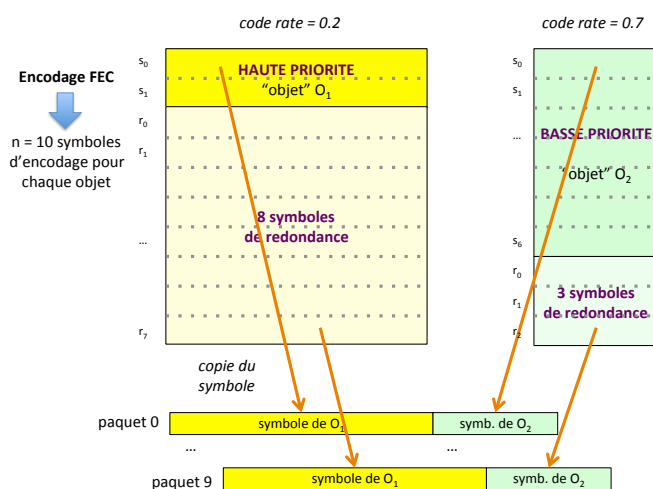 code rate = 0.2
code rate = 0.7
Encodage FEC
n = 10 symboles
d'encodage pour
chaque objet
s0
s1
r0
r1
...
r7
HAUTE PRIORITE
"objet" O1
8 symboles
de redondance
s0
s1
...
s6
r0
r1
r2
BASSE PRIORITE
"objet" O2
3 symboles
de redondance
copie du
symbole
paquet 0
symbole de O1
symb. de O2
...
...
paquet 9
symbole de O1
symb. de O2